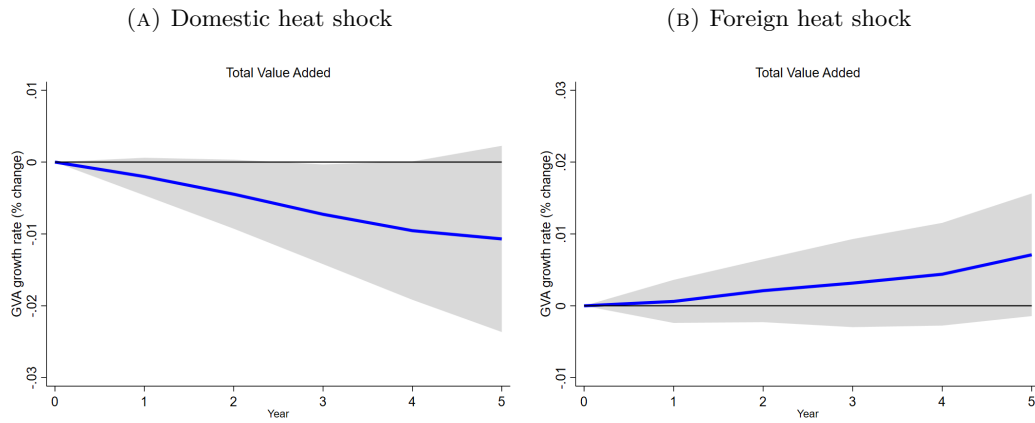 (A) Domestic heat shock
Total Value Added
GVA growth rate (% change)
.01
0
-.01
-.02
-.03
0 1 2 3 4 5
Year
(B) Foreign heat shock
Total Value Added
GVA growth rate (% change)
.03
.02
.01
0
-.01
0 1 2 3 4 5
Year